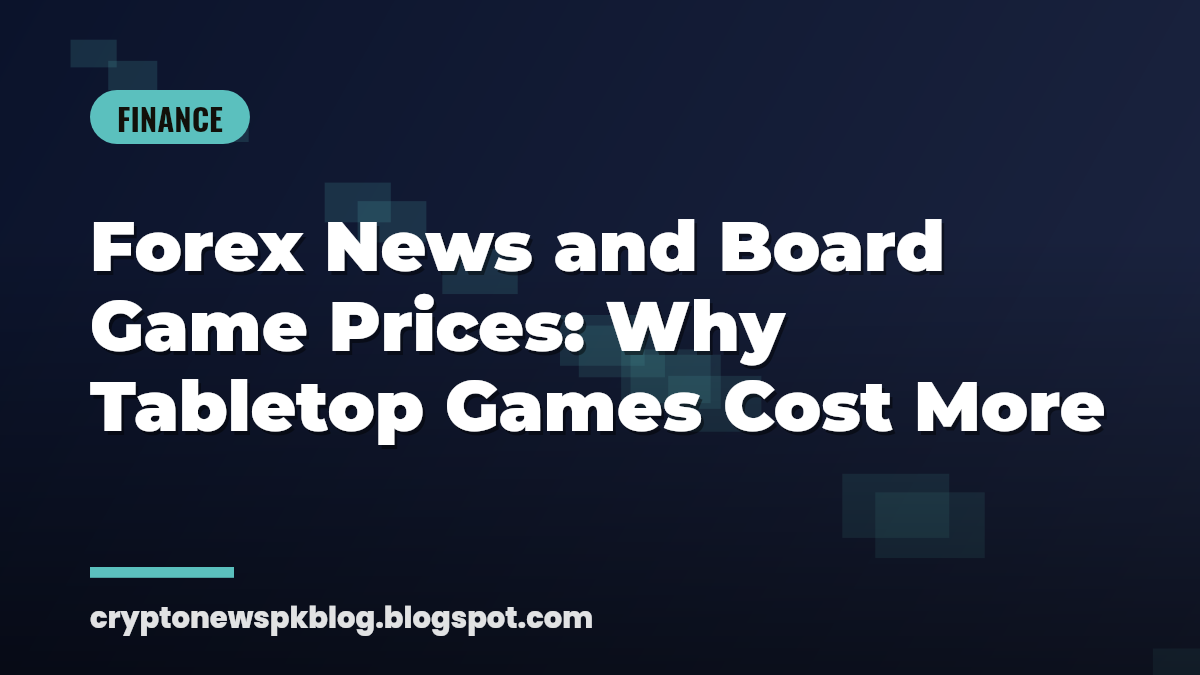 FINANCE
Forex News and Board
Game Prices: Why
Tabletop Games Cost More
cryptonewspkblog.blogspot.com